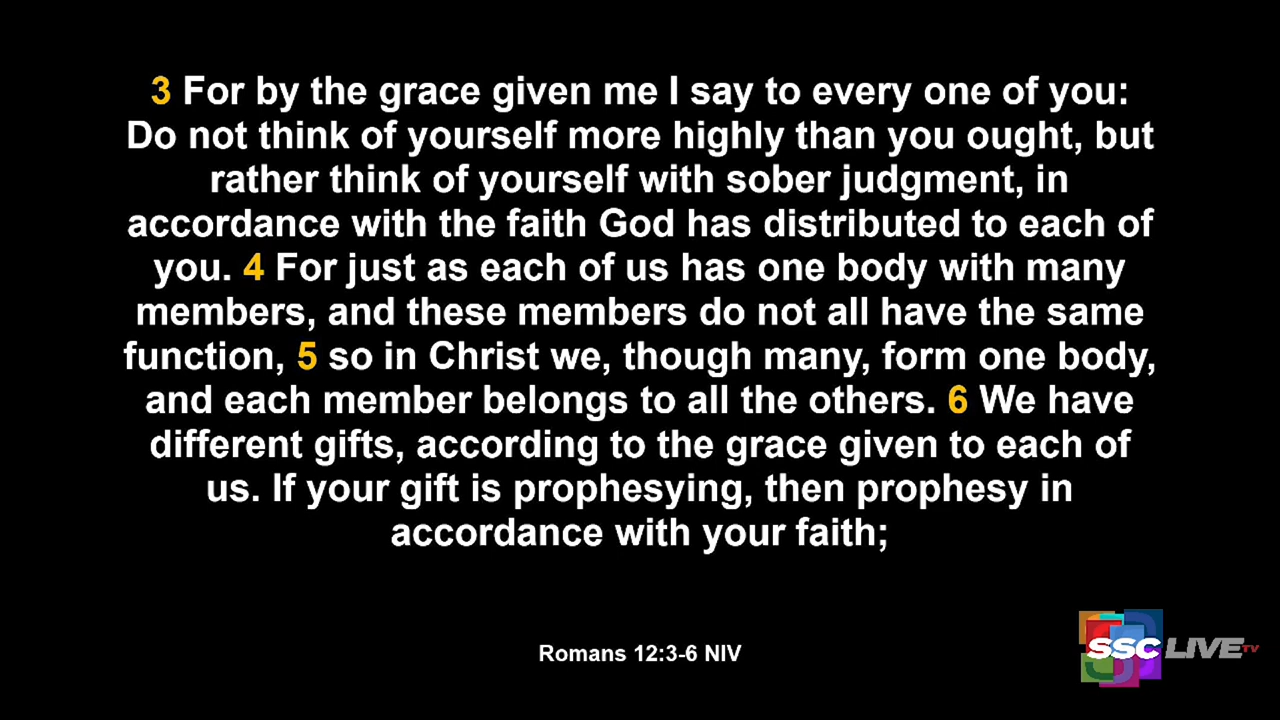 3 For by the grace given me I say to every one of you:
Do not think of yourself more highly than you ought, but
rather think of yourself with sober judgment, in
accordance with the faith God has distributed to each of
you. 4 For just as each of us has one body with many
members, and these members do not all have the same
function, 5 so in Christ we, though many, form one body,
and each member belongs to all the others. 6 We have
different gifts, according to the grace given to each of
us. If your gift is prophesying, then prophesy in
accordance with your faith;
Romans 12:3-6 NIV
SSC LIVE TV